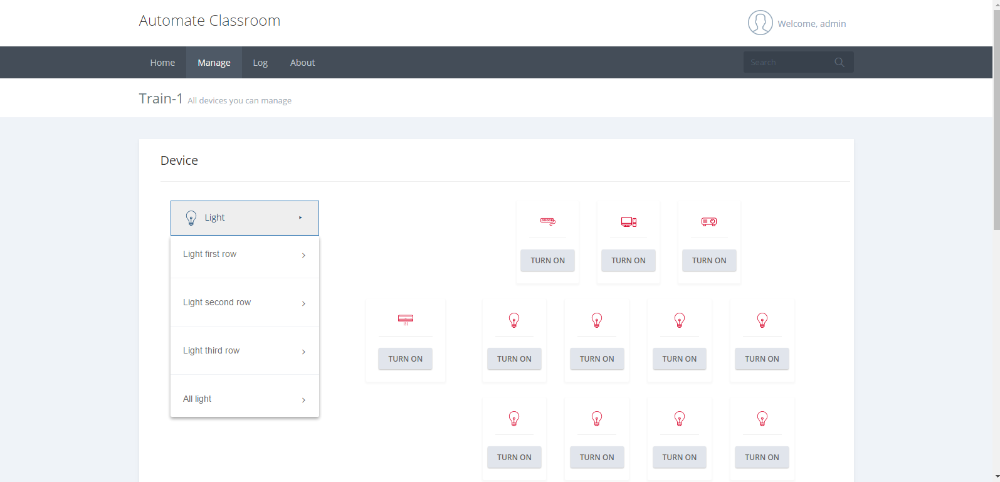 Automate Classroom
Welcome, admin
Home Manage Log About Search
Train-1 All devices you can manage
Device
Light
Light first row
Light second row
Light third row
All light
TURN ON TURN ON TURN ON
TURN ON TURN ON TURN ON TURN ON TURN ON
TURN ON TURN ON TURN ON TURN ON